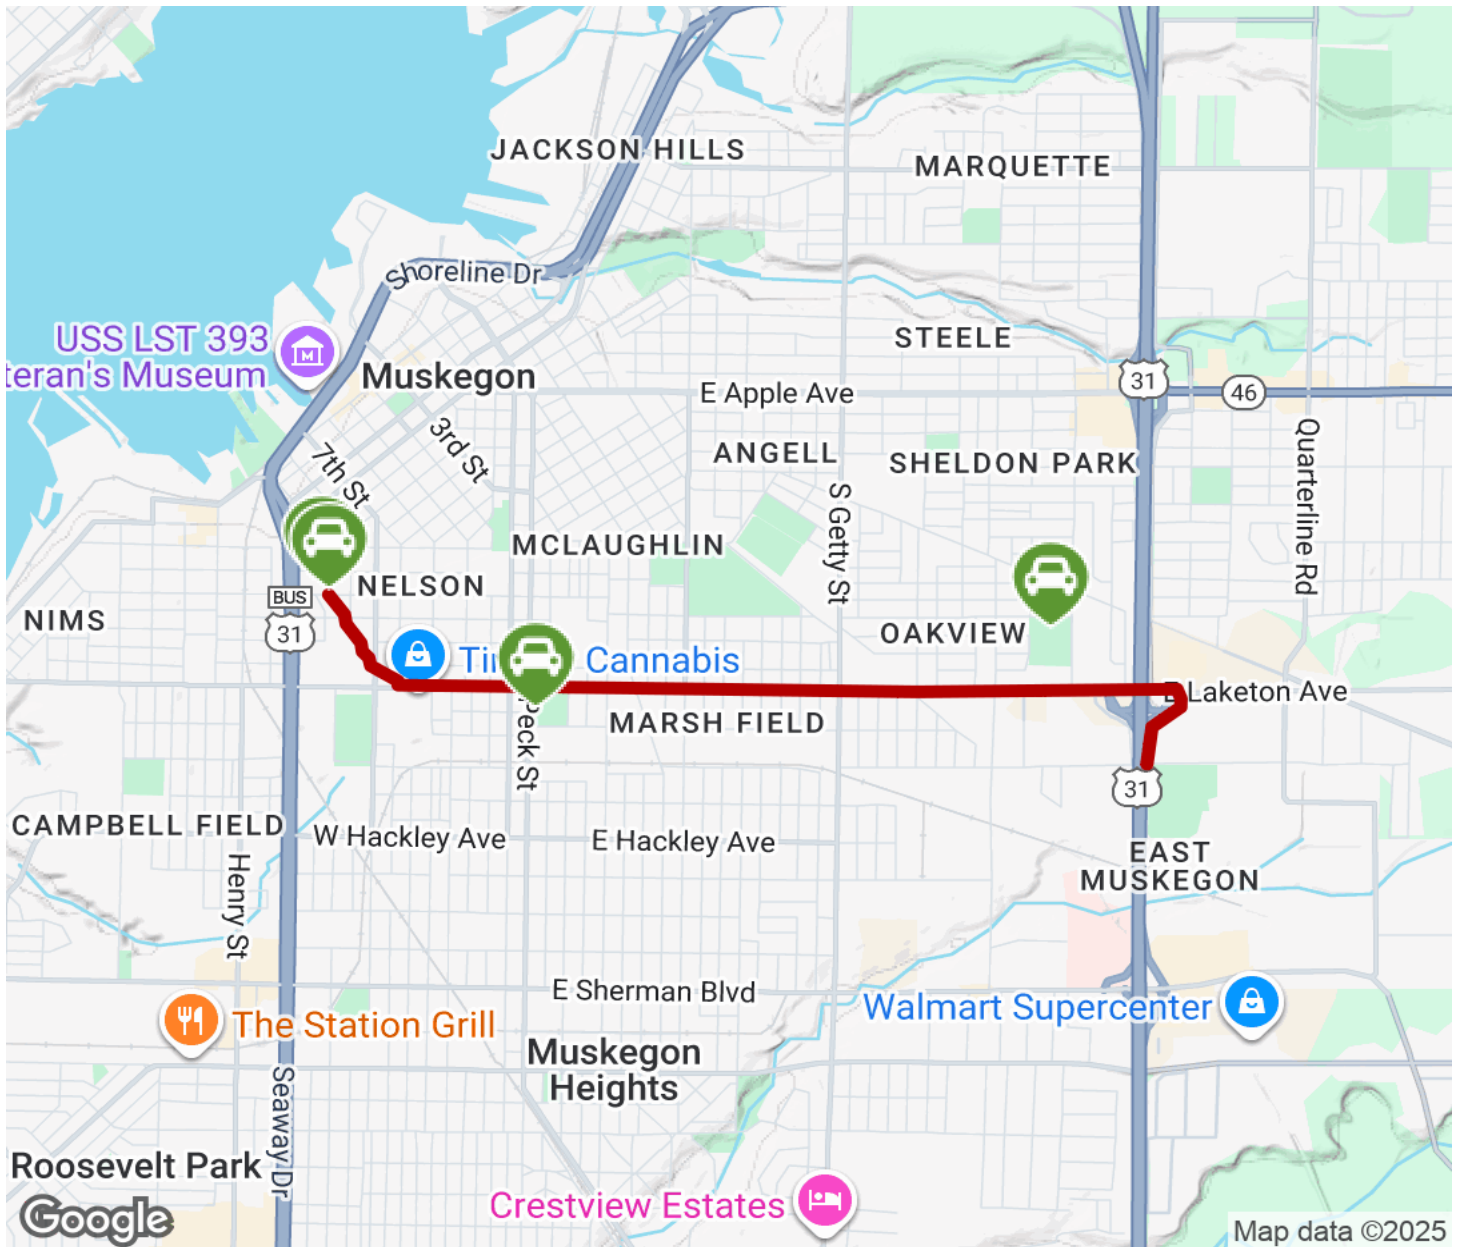 JACKSON HILLS
MARQUETTE
Shoreline Dr
USS LST 393
teran's Museum
STEELE
Muskegon
E Apple Ave
31
46
3rd St
7th St
ANGELL
SHELDON PARK
Quarterline Rd
S Getty St
MCLAUGHLIN
NELSON
BUS
31
NIMS
OAKVIEW
Cannabis
E Laketon Ave
MARSH FIELD
Peck St
31
CAMPBELL FIELD
W Hackley Ave
E Hackley Ave
EAST
MUSKEGON
Henry St
E Sherman Blvd
Walmart Supercenter
The Station Grill
Muskegon
Heights
Seaway Dr
Roosevelt Park
Crestview Estates
Google
Map data ©2025